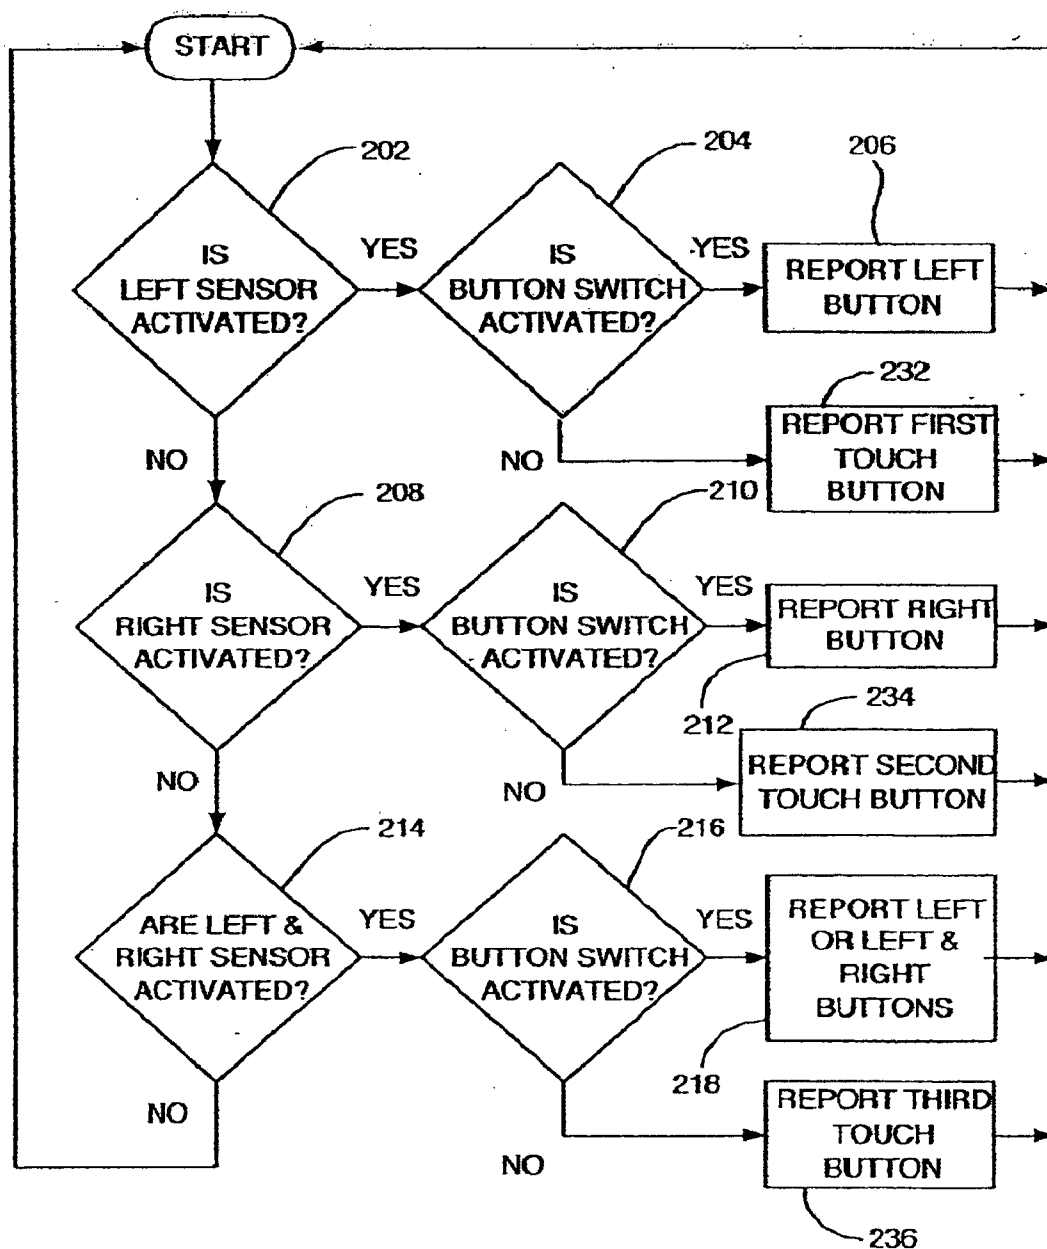 START
202
204
206
IS
LEFT SENSOR
ACTIVATED?
YES
IS
BUTTON SWITCH
ACTIVATED?
YES
REPORT LEFT
BUTTON
NO
NO
232
REPORT FIRST
TOUCH
BUTTON
208
210
IS
RIGHT SENSOR
ACTIVATED?
YES
IS
BUTTON SWITCH
ACTIVATED?
YES
REPORT RIGHT
BUTTON
212
234
NO
NO
REPORT SECOND
TOUCH BUTTON
214
216
ARE LEFT &
RIGHT SENSOR
ACTIVATED?
YES
IS
BUTTON SWITCH
ACTIVATED?
YES
REPORT LEFT
OR LEFT &
RIGHT
BUTTONS
218
NO
NO
REPORT THIRD
TOUCH
BUTTON
236